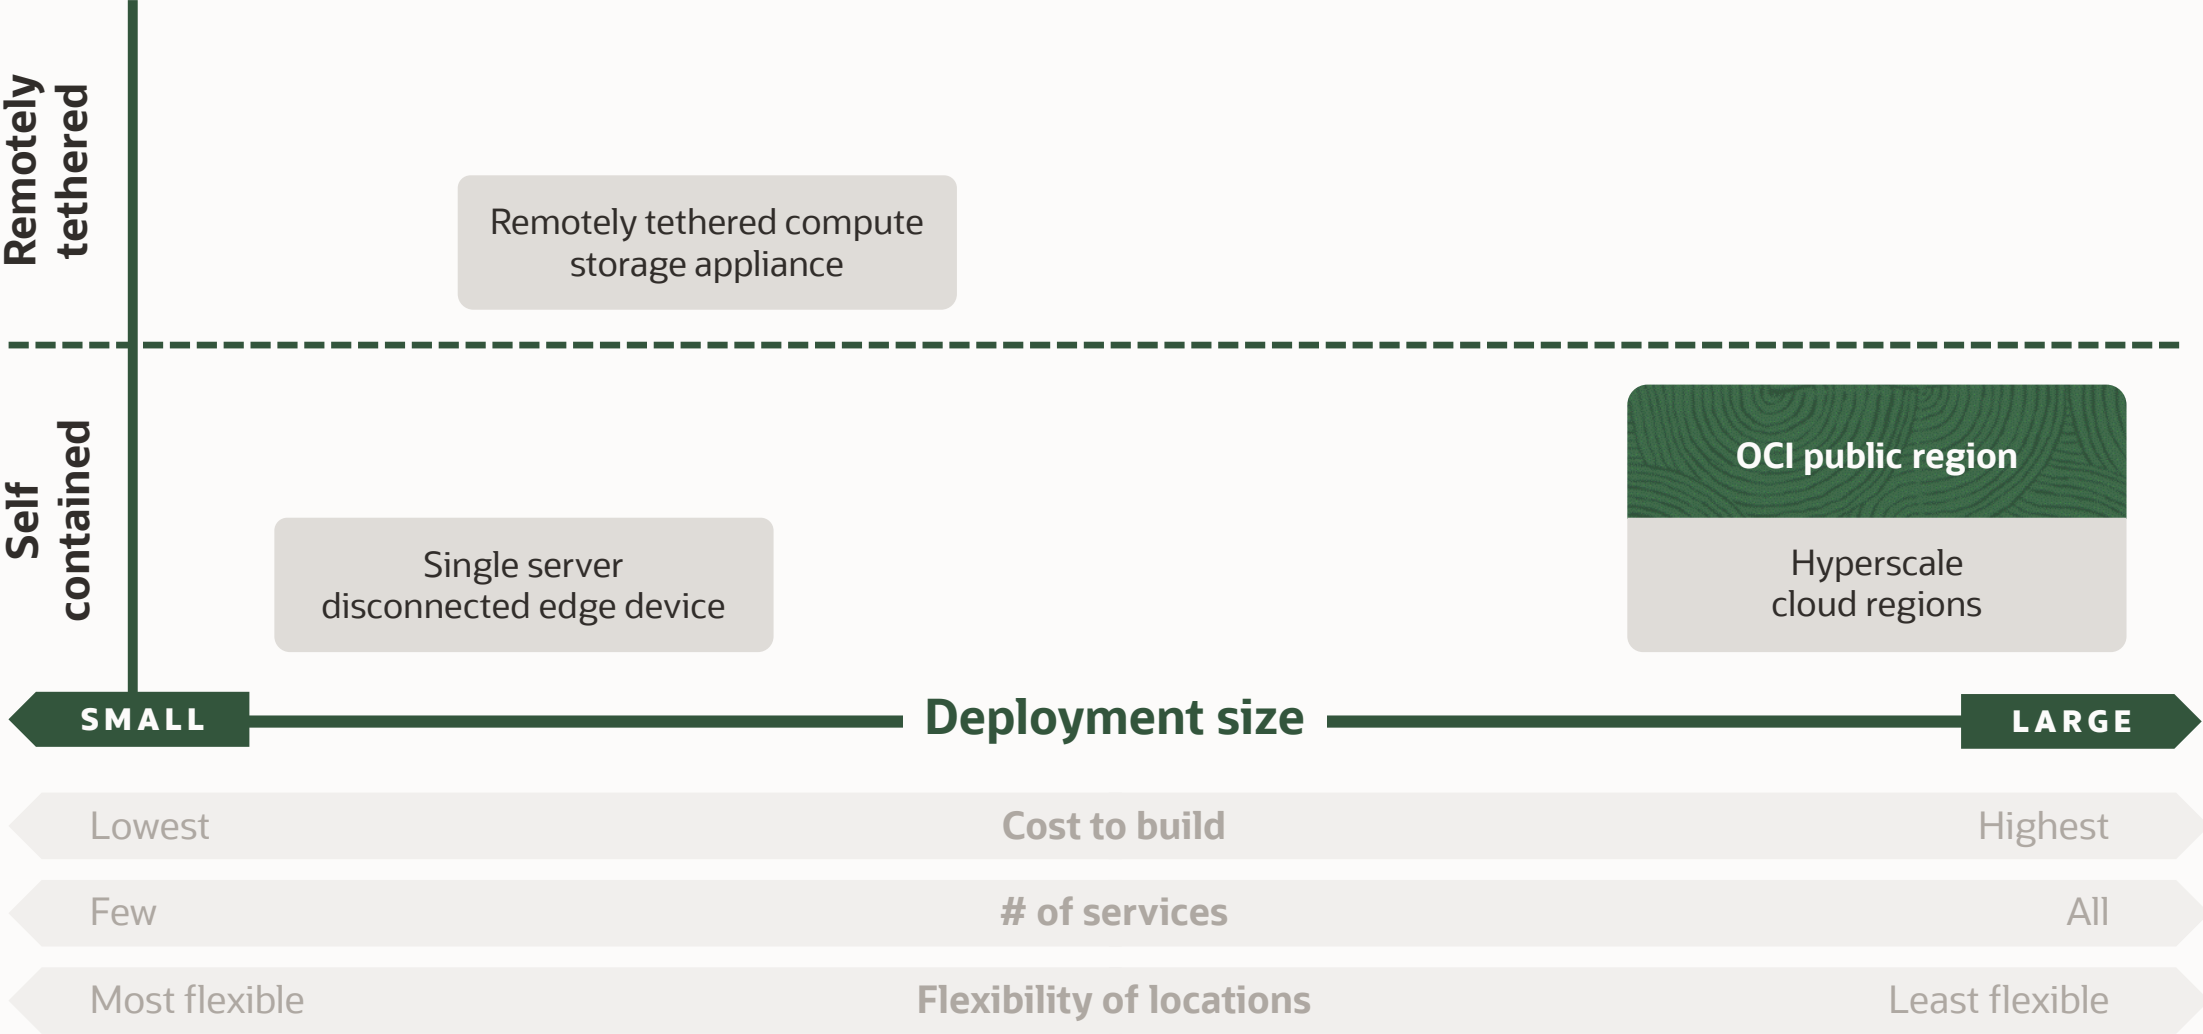 Remotely
tethered
Remotely tethered compute
storage appliance
Self
contained
OCI public region
Hyperscale
cloud regions
Single server
disconnected edge device
SMALL
Deployment size
LARGE
Lowest
Cost to build
Highest
Few
# of services
All
Most flexible
Flexibility of locations
Least flexible